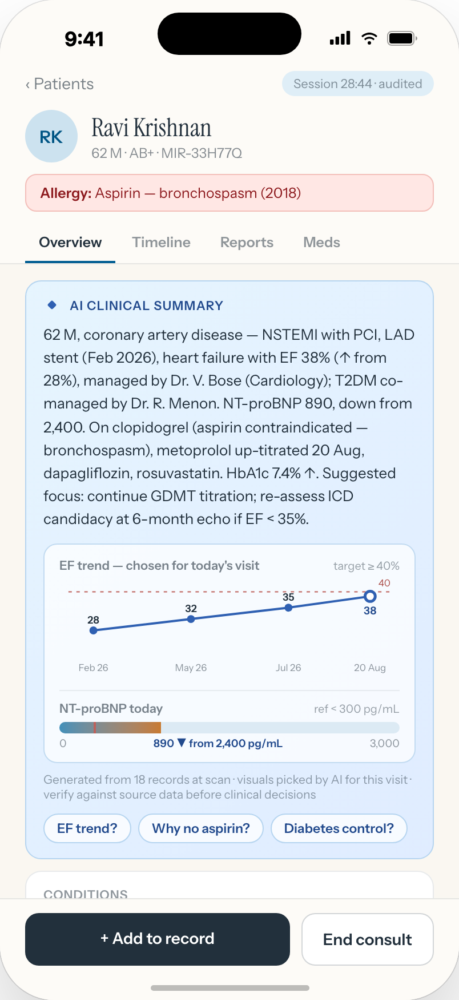 9:41
‹ Patients
Session 28:44 · audited
RK
Ravi Krishnan
62 M · AB+ · MIR-33H77Q
Allergy: Aspirin — bronchospasm (2018)
Overview
Timeline
Reports
Meds
AI CLINICAL SUMMARY
62 M, coronary artery disease — NSTEMI with PCI, LAD
stent (Feb 2026), heart failure with EF 38% (↑ from
28%), managed by Dr. V. Bose (Cardiology); T2DM co-
managed by Dr. R. Menon. NT-proBNP 890, down from
2,400. On clopidogrel (aspirin contraindicated —
bronchospasm), metoprolol up-titrated 20 Aug,
dapagliflozin, rosuvastatin. HbA1c 7.4% ↑. Suggested
focus: continue GDMT titration; re-assess ICD
candidacy at 6-month echo if EF < 35%.
EF trend — chosen for today's visit
target ≥ 40%
40
28
32
35
38
Feb 26
May 26
Jul 26
20 Aug
NT-proBNP today
ref < 300 pg/mL
0
890 ▼ from 2,400 pg/mL
3,000
Generated from 18 records at scan · visuals picked by AI for this visit ·
verify against source data before clinical decisions
EF trend?
Why no aspirin?
Diabetes control?
CONDITIONS
+ Add to record
End consult